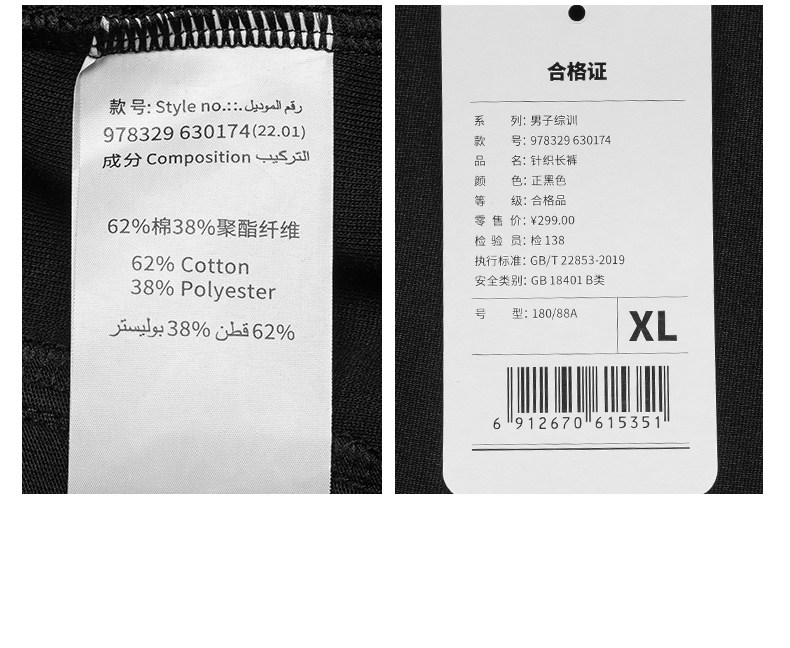 款号: Style no.::.رقم الموديل
978329 630174(22.01)
成分 Composition التركيب
62%棉38%聚酯纤维
62% Cotton
38% Polyester
62% قطن 38% بوليستر
合格证
系 列: 男子综训
款 号: 978329 630174
品 名: 针织长裤
颜 色: 正黑色
等 级: 合格品
零 售 价: ¥299.00
检 验 员: 检 138
执行标准: GB/T 22853-2019
安全类别: GB 18401 B类
号 型: 180/88A
XL
6 912670 615351